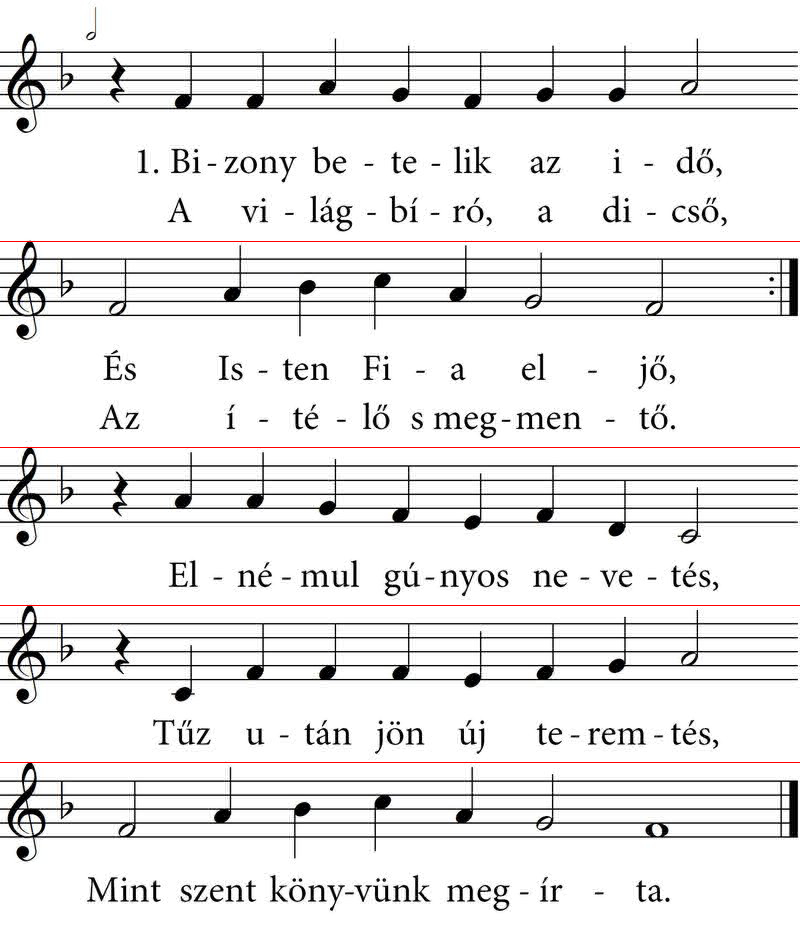 1. Bi - zony be - te - lik az i - dő,
A vi - lág - bí - ró, a di - cső,
És Is - ten Fi - a el - jő,
Az í - té - lő s meg - men - tő.
El - né - mul gú - nyos ne - ve - tés,
Tűz u - tán jön új te - rem - tés,
Mint szent köny - vünk meg - ír - ta.